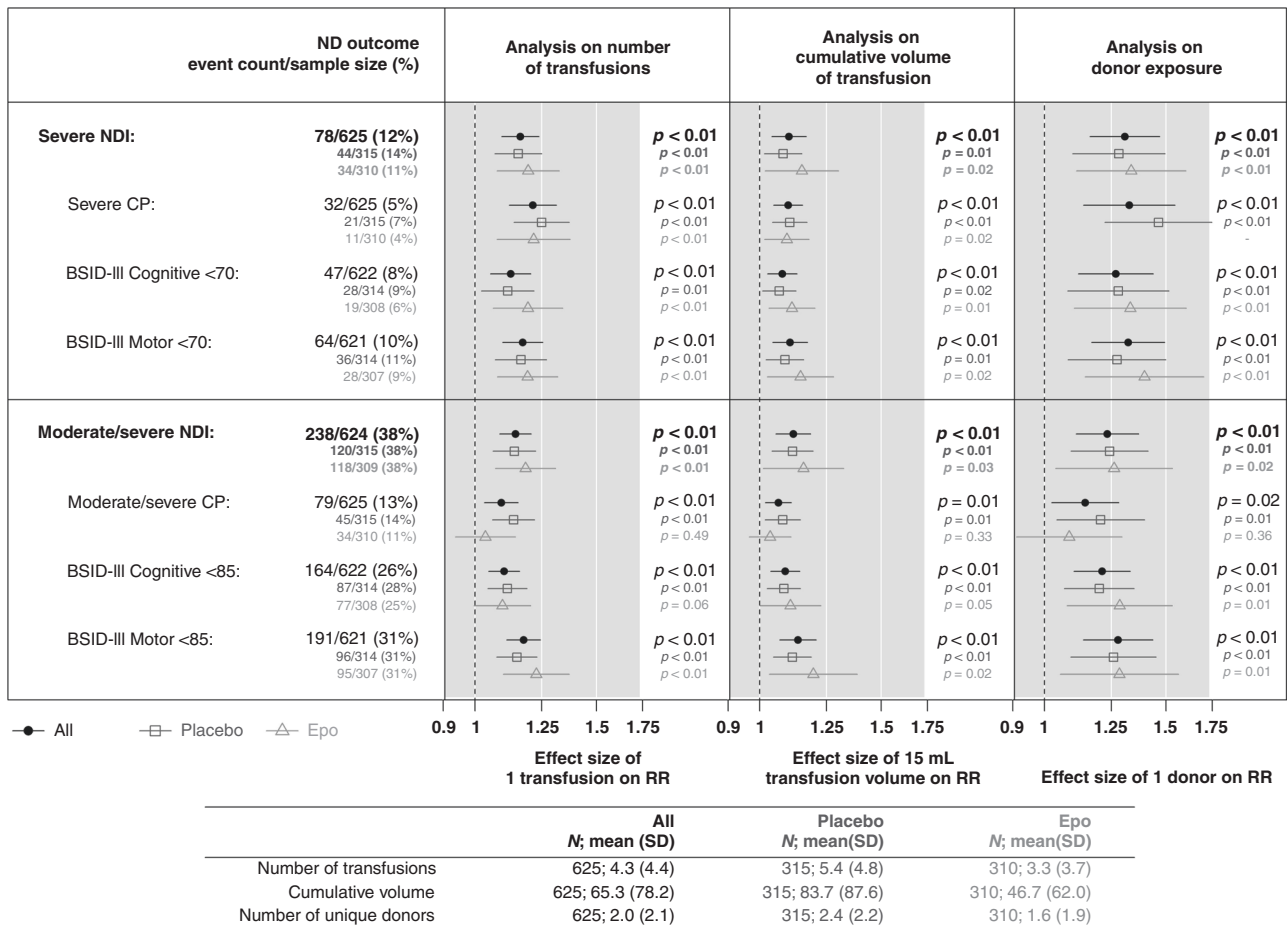 ND outcome
event count/sample size (%)
Analysis on number
of transfusions
Analysis on
cumulative volume
of transfusion
Analysis on
donor exposure
Severe NDI: 78/625 (12%) p < 0.01 p < 0.01 p < 0.01
44/315 (14%) p < 0.01 p = 0.01 p < 0.01
34/310 (11%) p < 0.01 p = 0.02 p < 0.01
Severe CP: 32/625 (5%) p < 0.01 p < 0.01 p < 0.01
21/315 (7%) p < 0.01 p < 0.01 p < 0.01
11/310 (4%) p < 0.01 p = 0.02 -
BSID-III Cognitive <70: 47/622 (8%) p < 0.01 p < 0.01 p < 0.01
28/314 (9%) p = 0.01 p = 0.02 p < 0.01
19/308 (6%) p < 0.01 p = 0.01 p < 0.01
BSID-III Motor <70: 64/621 (10%) p < 0.01 p < 0.01 p < 0.01
36/314 (11%) p < 0.01 p = 0.01 p < 0.01
28/307 (9%) p < 0.01 p = 0.02 p < 0.01
Moderate/severe NDI: 238/624 (38%) p < 0.01 p < 0.01 p < 0.01
120/315 (38%) p < 0.01 p < 0.01 p < 0.01
118/309 (38%) p < 0.01 p = 0.03 p = 0.02
Moderate/severe CP: 79/625 (13%) p < 0.01 p = 0.01 p = 0.02
45/315 (14%) p < 0.01 p = 0.01 p = 0.01
34/310 (11%) p = 0.49 p = 0.33 p = 0.36
BSID-III Cognitive <85: 164/622 (26%) p < 0.01 p < 0.01 p < 0.01
87/314 (28%) p < 0.01 p < 0.01 p < 0.01
77/308 (25%) p = 0.06 p = 0.05 p = 0.01
BSID-III Motor <85: 191/621 (31%) p < 0.01 p < 0.01 p < 0.01
96/314 (31%) p < 0.01 p < 0.01 p < 0.01
95/307 (31%) p < 0.01 p = 0.02 p = 0.01
All Placebo Epo
0.9 1 1.25 1.5 1.75 0.9 1 1.25 1.5 1.75 0.9 1 1.25 1.5 1.75
Effect size of
1 transfusion on RR
Effect size of 15 mL
transfusion volume on RR
Effect size of 1 donor on RR
All Placebo Epo
N; mean (SD) N; mean(SD) N; mean(SD)
Number of transfusions 625; 4.3 (4.4) 315; 5.4 (4.8) 310; 3.3 (3.7)
Cumulative volume 625; 65.3 (78.2) 315; 83.7 (87.6) 310; 46.7 (62.0)
Number of unique donors 625; 2.0 (2.1) 315; 2.4 (2.2) 310; 1.6 (1.9)